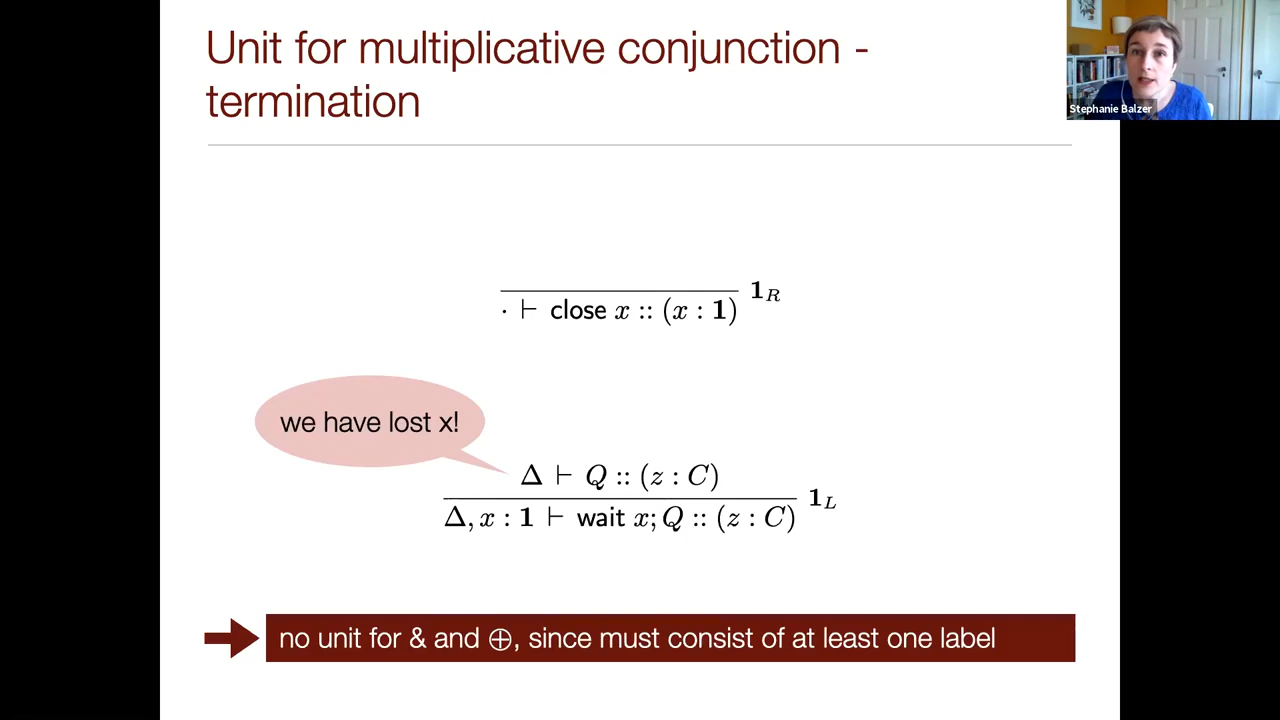 Unit for multiplicative conjunction -
termination
Stephanie Balzer
· ⊢ close x :: (x : 1) 1_R
we have lost x!
Δ ⊢ Q :: (z : C)
Δ, x : 1 ⊢ wait x; Q :: (z : C) 1_L
no unit for & and ⊕, since must consist of at least one label